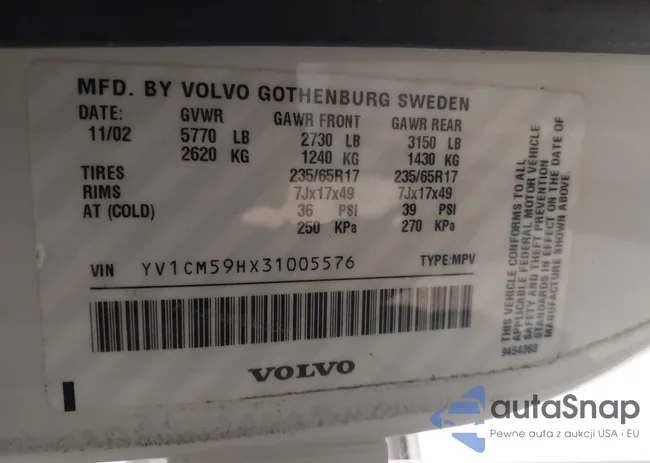 MFD. BY VOLVO GOTHENBURG SWEDEN
DATE: GVWR GAWR FRONT GAWR REAR
11/02 5770 LB 2730 LB 3150 LB
2620 KG 1240 KG 1430 KG
TIRES 235/65R17 235/65R17
RIMS 7Jx17x49 7Jx17x49
AT (COLD) 36 PSI 39 PSI
250 KPa 270 KPa
VIN YV1CM59HX31005576 TYPE:MPV
VOLVO
THIS VEHICLE CONFORMS TO ALL
APPLICABLE FEDERAL MOTOR VEHICLE
SAFETY AND THEFT PREVENTION
STANDARDS IN EFFECT ON THE DATE OF
MANUFACTURE SHOWN ABOVE.
9454363
autaSnap
Pewne auta z aukcji USA i EU